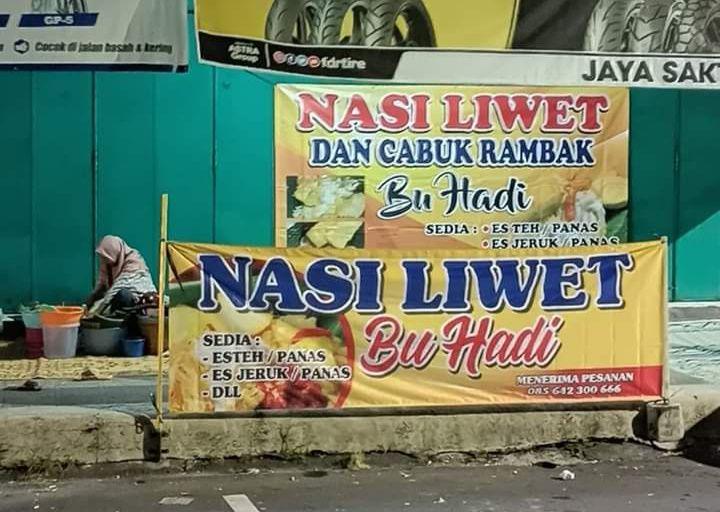 GP-5
Cocok di jalan basah & kering
ASTRA
Group
fdrtire
JAYA SAKT
NASI LIWET
DAN CABUK RAMBAK
Bu Hadi
SEDIA : • ES TEH / PANAS
• ES JERUK / PANAS
NASI LIWET
Bu Hadi
SEDIA :
- ESTEH / PANAS
- ES JERUK / PANAS
- DLL
MENERIMA PESANAN
085 642 300 666